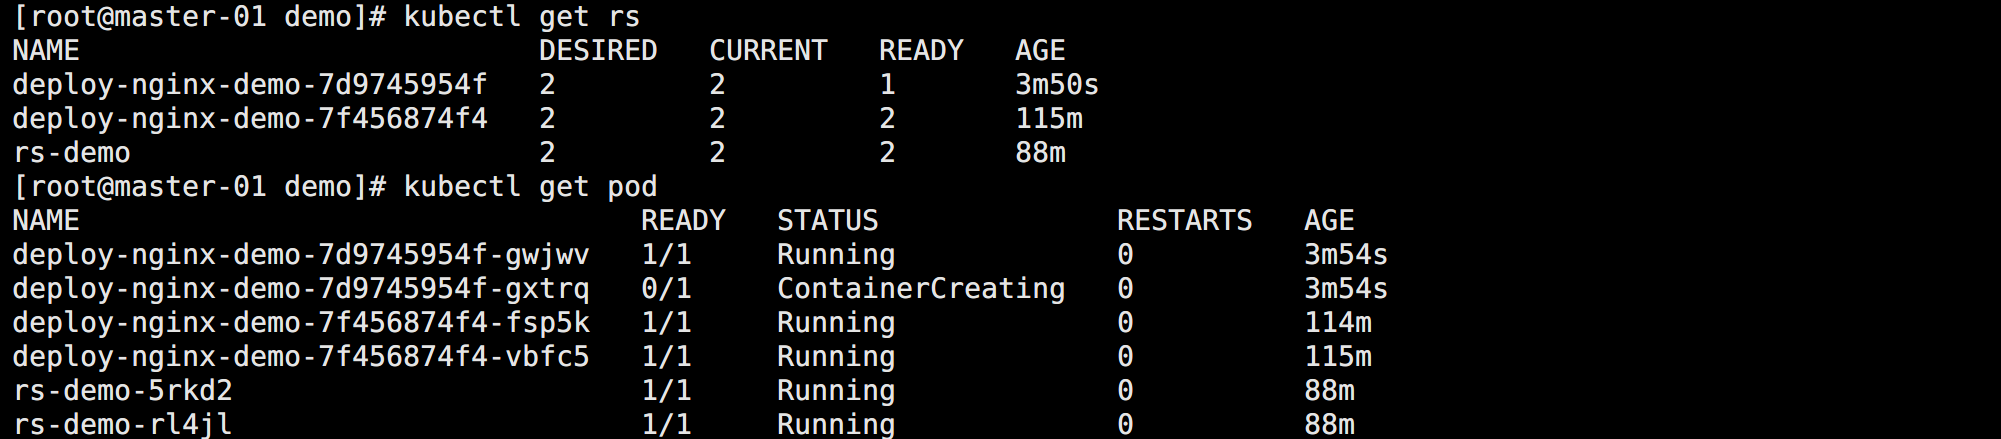 [root@master-01 demo]# kubectl get rs
NAME                           DESIRED   CURRENT   READY   AGE
deploy-nginx-demo-7d9745954f   2         2         1       3m50s
deploy-nginx-demo-7f456874f4   2         2         2       115m
rs-demo                        2         2         2       88m
[root@master-01 demo]# kubectl get pod
NAME                                 READY   STATUS              RESTARTS   AGE
deploy-nginx-demo-7d9745954f-gwjwv   1/1     Running             0          3m54s
deploy-nginx-demo-7d9745954f-gxtrq   0/1     ContainerCreating   0          3m54s
deploy-nginx-demo-7f456874f4-fsp5k   1/1     Running             0          114m
deploy-nginx-demo-7f456874f4-vbfc5   1/1     Running             0          115m
rs-demo-5rkd2                        1/1     Running             0          88m
rs-demo-rl4jl                        1/1     Running             0          88m